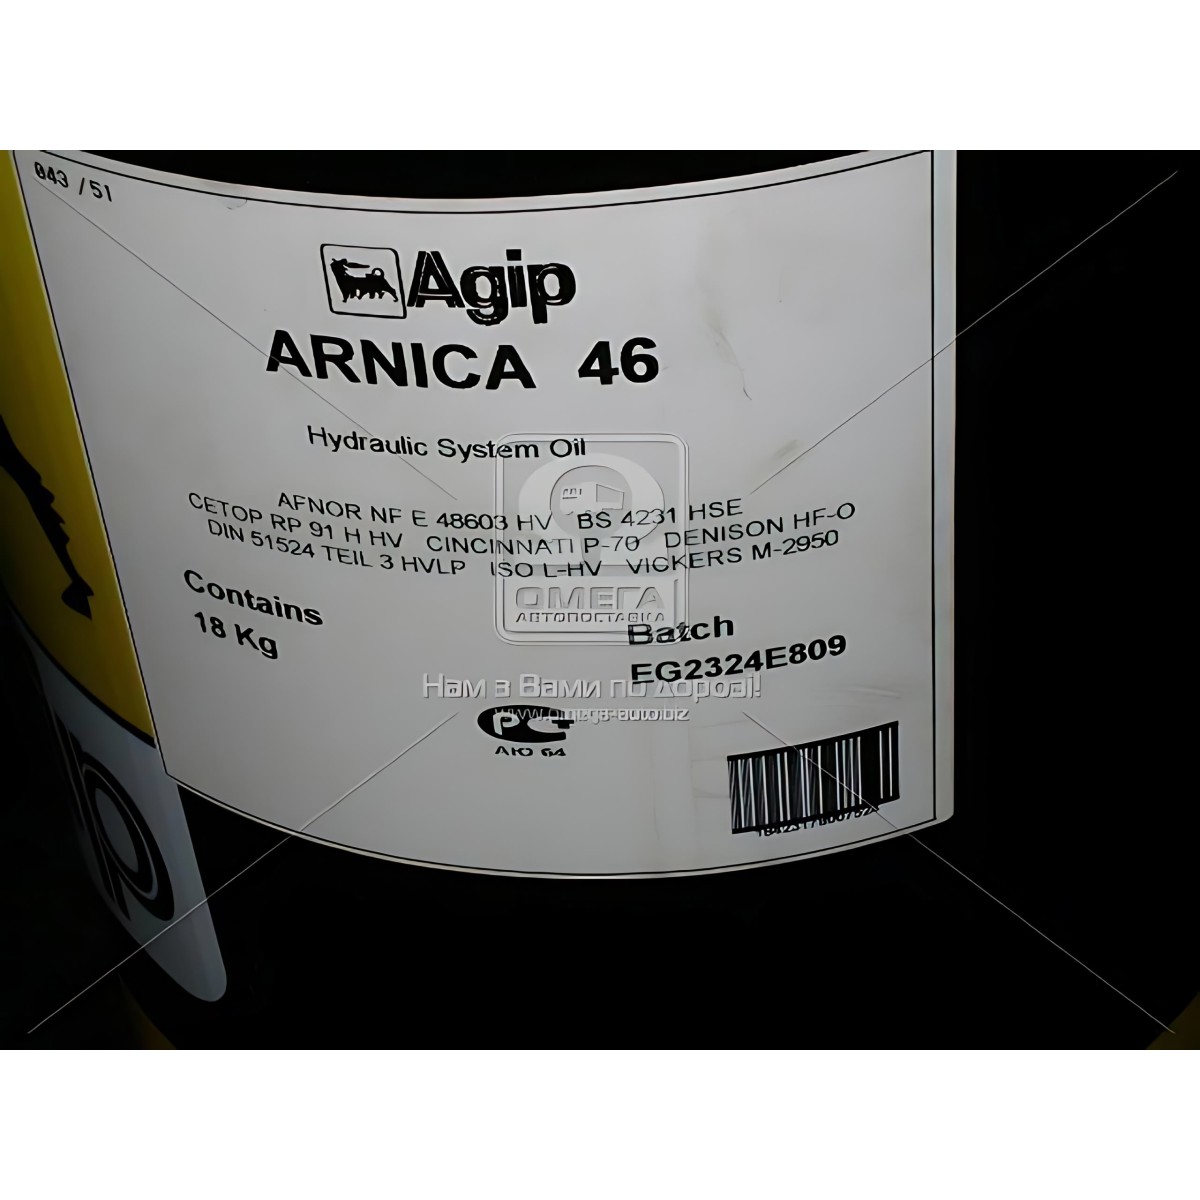 043 / 51
Agip
ARNICA 46
Hydraulic System Oil
AFNOR NF E 48603 HV BS 4231 HSE
CETOP RP 91 H HV CINCINNATI P-70 DENISON HF-O
DIN 51524 TEIL 3 HVLP ISO L-HV VICKERS M-2950
ОМЕГА
АВТОПОСТАВКА
Contains
18 Kg
Batch
EG2324E809
Нам з Вами по дорозі!
www.omega-auto.biz
РС
АЮ 64
ip